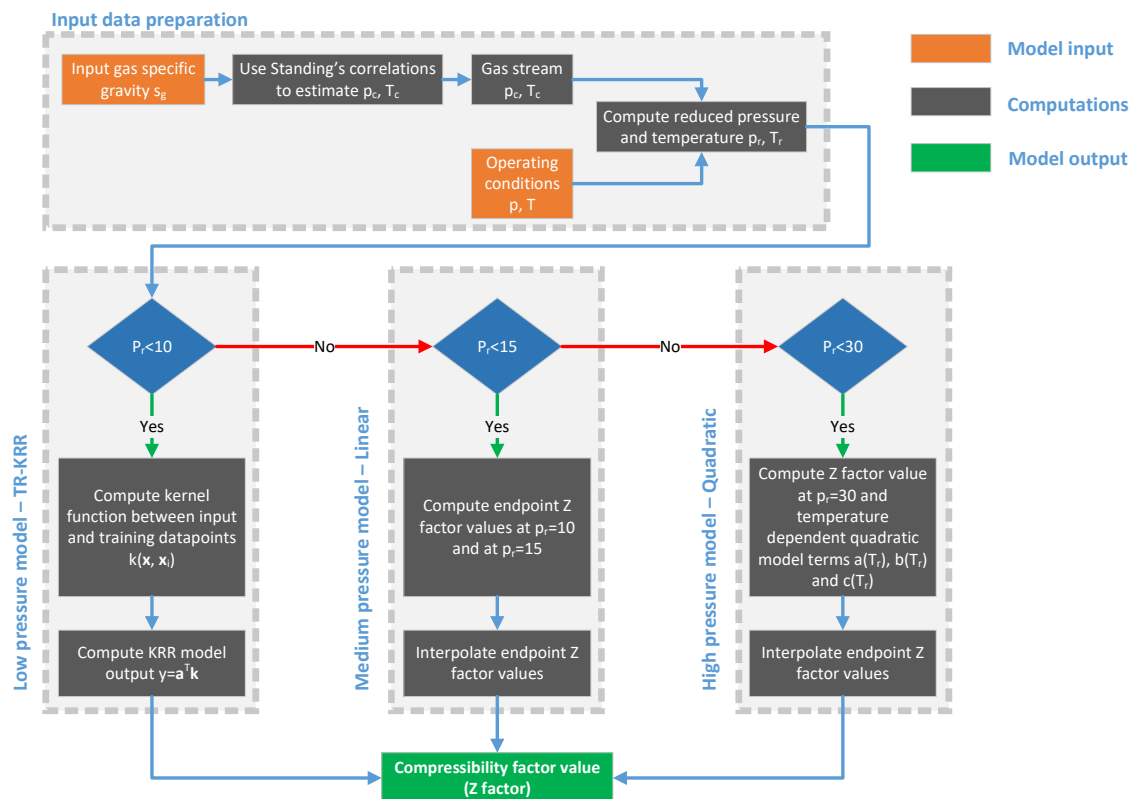 Input data preparation
Input gas specific
gravity sg
Use Standing's correlations
to estimate pc, Tc
Gas stream
pc, Tc
Compute reduced pressure
and temperature pr, Tr
Operating
conditions
p, T
Model input
Computations
Model output
Low pressure model – TR-KRR
Pr<10
Yes
Compute kernel
function between input
and training datapoints
k(x, xi)
Compute KRR model
output y=aTk
No
Medium pressure model – Linear
Pr<15
Yes
Compute endpoint Z
factor values at pr=10
and at pr=15
Interpolate endpoint Z
factor values
No
High pressure model – Quadratic
Pr<30
Yes
Compute Z factor value
at pr=30 and
temperature
dependent quadratic
model terms a(Tr), b(Tr)
and c(Tr)
Interpolate endpoint Z
factor values
Compressibility factor value
(Z factor)